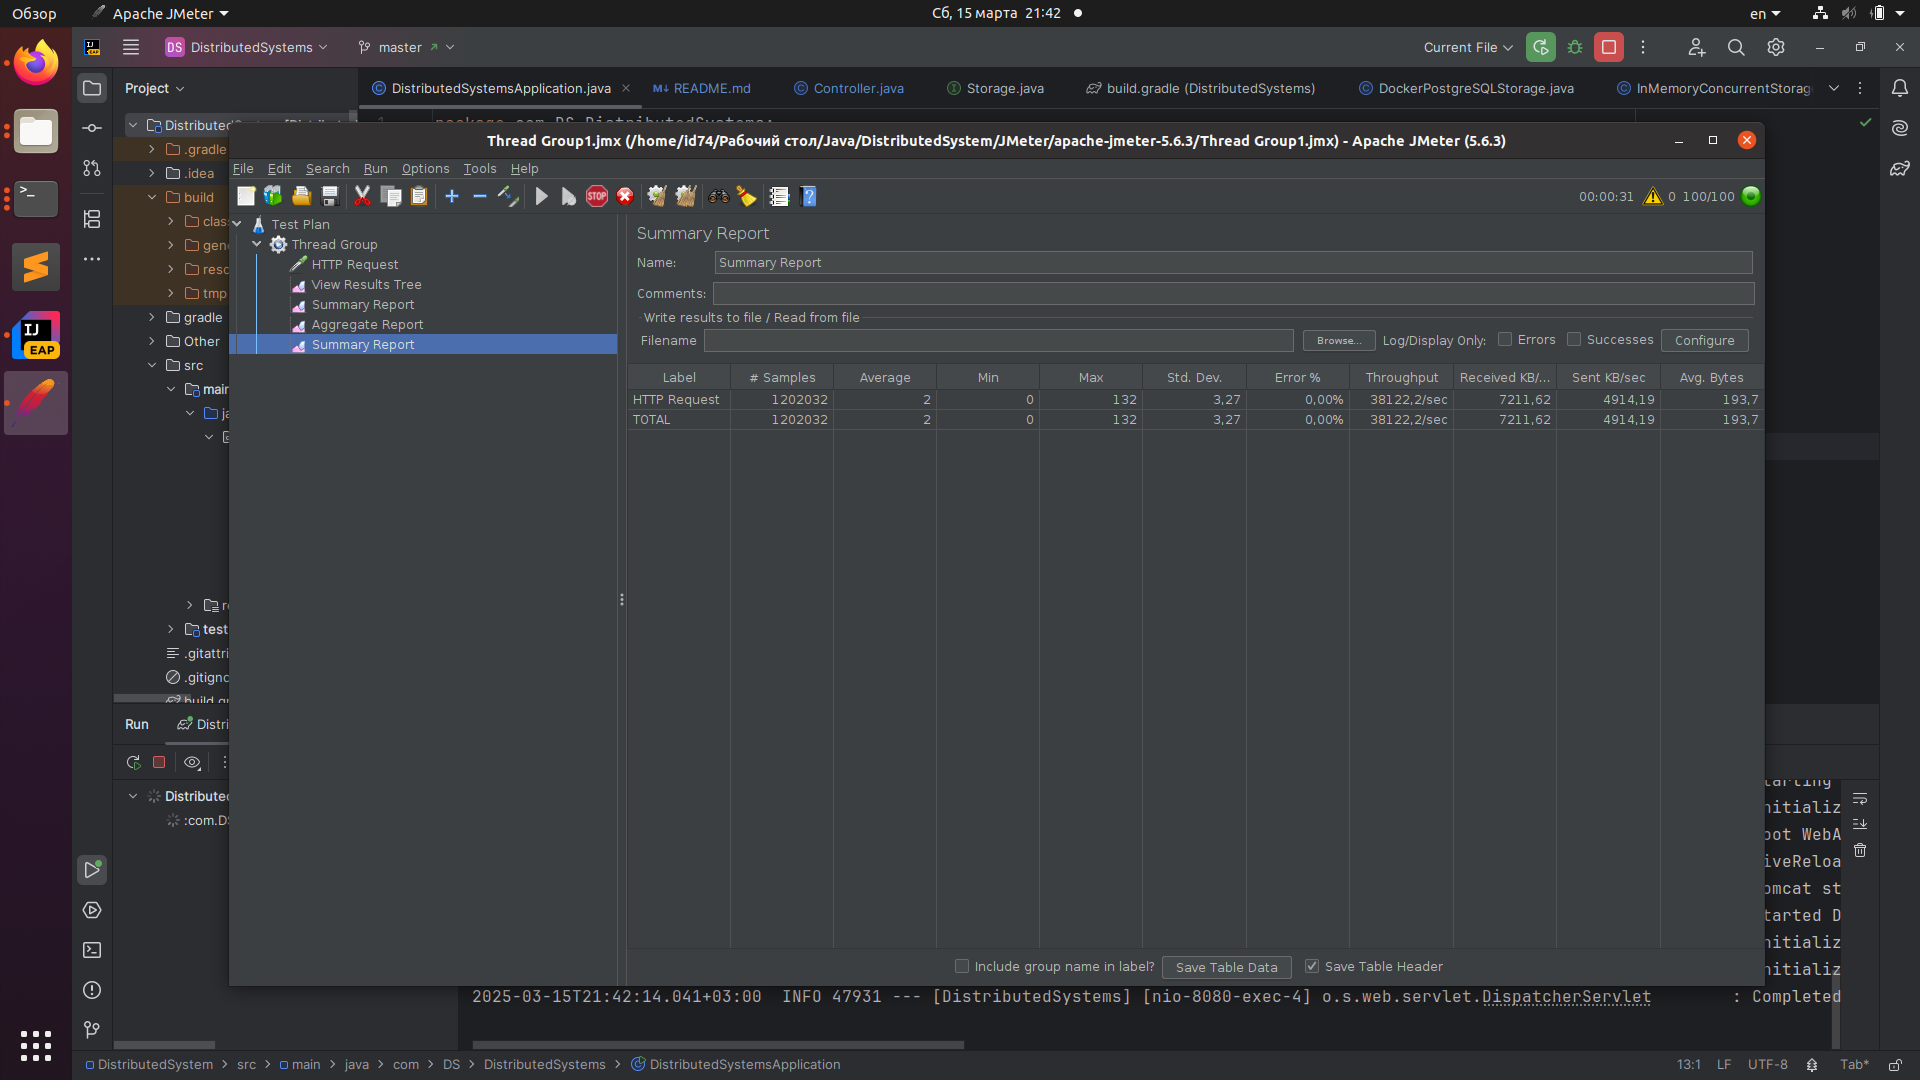 Обзор Apache JMeter Сб, 15 марта 21:42 en
DS DistributedSystems master Current File
Project DistributedSystemsApplication.java README.md Controller.java Storage.java build.gradle (DistributedSystems) DockerPostgreSQLStorage.java InMemoryConcurrentStorag
Thread Group1.jmx (/home/id74/Рабочий стол/Java/DistributedSystem/JMeter/apache-jmeter-5.6.3/Thread Group1.jmx) - Apache JMeter (5.6.3)
File Edit Search Run Options Tools Help
00:00:31 0 100/100
Distributed
.gradle
.idea
build
clas
gene
reso
tmp
gradle
Other
src
main
ja
re
test
.gitattri
.gitigno
build.gr
Test Plan
Thread Group
HTTP Request
View Results Tree
Summary Report
Aggregate Report
Summary Report
Summary Report
Name: Summary Report
Comments:
Write results to file / Read from file
Filename Browse... Log/Display Only: Errors Successes Configure
Label # Samples Average Min Max Std. Dev. Error % Throughput Received KB/... Sent KB/sec Avg. Bytes
HTTP Request 1202032 2 0 132 3,27 0,00% 38122,2/sec 7211,62 4914,19 193,7
TOTAL 1202032 2 0 132 3,27 0,00% 38122,2/sec 7211,62 4914,19 193,7
Include group name in label? Save Table Data Save Table Header
Run Distri
Distributed
:com.DS
tarting
nitializ
oot WebA
iveReloa
omcat st
tarted D
nitializ
nitializ
2025-03-15T21:42:14.041+03:00 INFO 47931 --- [DistributedSystems] [nio-8080-exec-4] o.s.web.servlet.DispatcherServlet : Completed
DistributedSystem > src > main > java > com > DS > DistributedSystems > DistributedSystemsApplication 13:1 LF UTF-8 Tab*